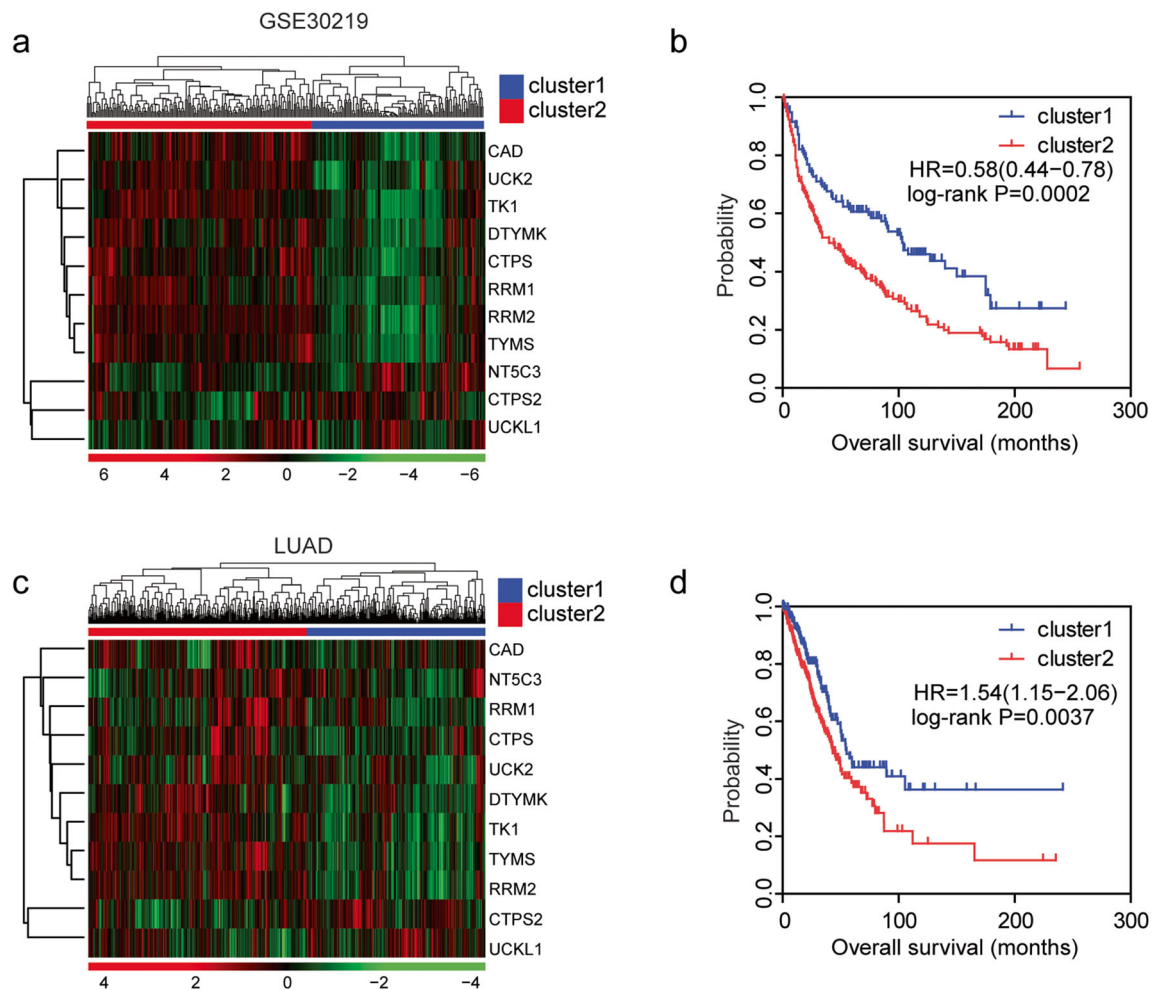 a
GSE30219
cluster1
cluster2
CAD
UCK2
TK1
DTYMK
CTPS
RRM1
RRM2
TYMS
NT5C3
CTPS2
UCKL1
6 4 2 0 −2 −4 −6
b
cluster1
cluster2
HR=0.58(0.44−0.78)
log-rank P=0.0002
Probability
1.0
0.8
0.6
0.4
0.2
0.0
0 100 200 300
Overall survival (months)
c
LUAD
cluster1
cluster2
CAD
NT5C3
RRM1
CTPS
UCK2
DTYMK
TK1
TYMS
RRM2
CTPS2
UCKL1
4 2 0 −2 −4
d
cluster1
cluster2
HR=1.54(1.15−2.06)
log-rank P=0.0037
Probability
1.0
0.8
0.6
0.4
0.2
0.0
0 100 200 300
Overall survival (months)